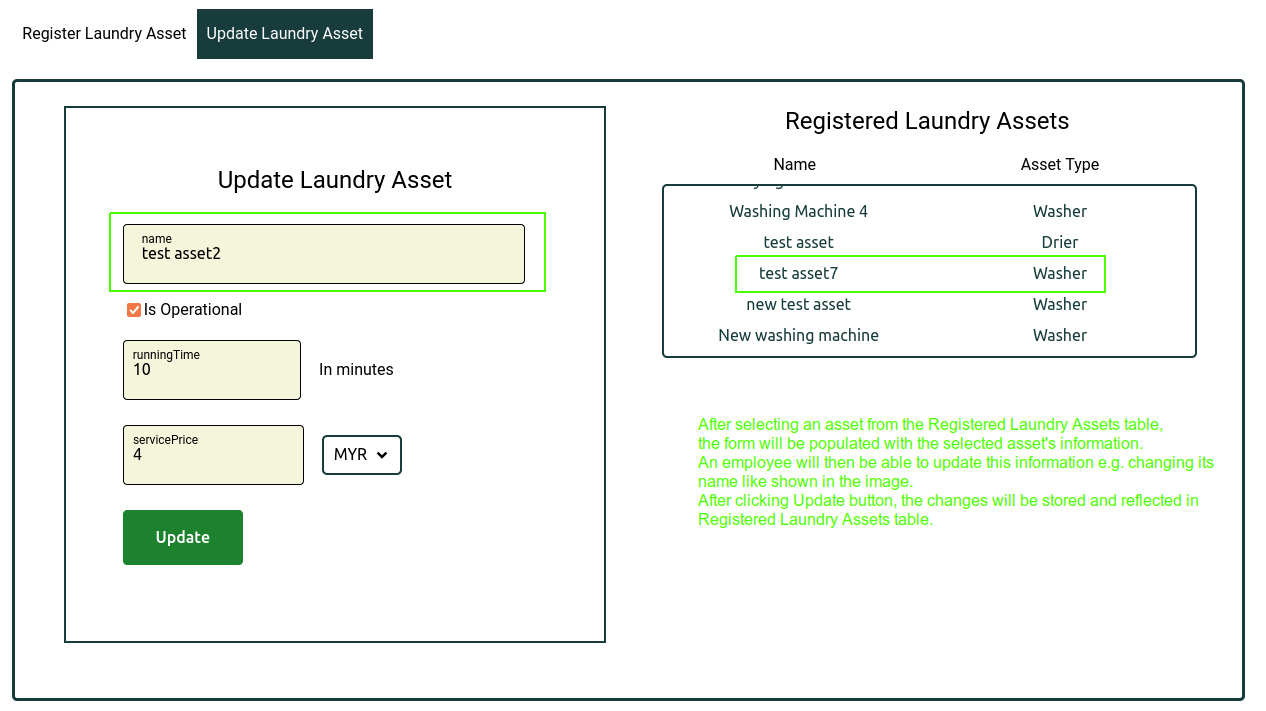 Register Laundry Asset
Update Laundry Asset
Update Laundry Asset
name
test asset2
Is Operational
runningTime
10
In minutes
servicePrice
4
MYR
Update
Registered Laundry Assets
Name Asset Type
Washing Machine 4 Washer
test asset Drier
test asset7 Washer
new test asset Washer
New washing machine Washer
After selecting an asset from the Registered Laundry Assets table,
the form will be populated with the selected asset's information.
An employee will then be able to update this information e.g. changing its
name like shown in the image.
After clicking Update button, the changes will be stored and reflected in
Registered Laundry Assets table.